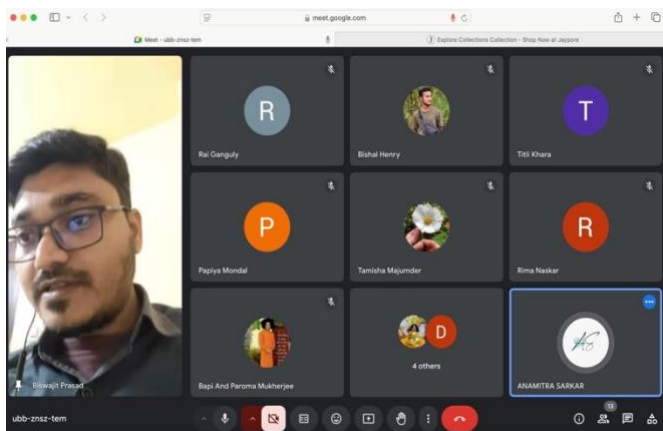 meet.google.com
Meet - ubb-znsz-tem
Explore Collections Collection - Shop Now at Jaypore
R
Rai Ganguly
Bishal Henry
T
Titli Khara
P
Papiya Mondal
Tamisha Majumder
R
Rima Naskar
Biswajit Prasad
Bapi And Paroma Mukherjee
D
4 others
ANAMITRA SARKAR
ubb-znsz-tem
13